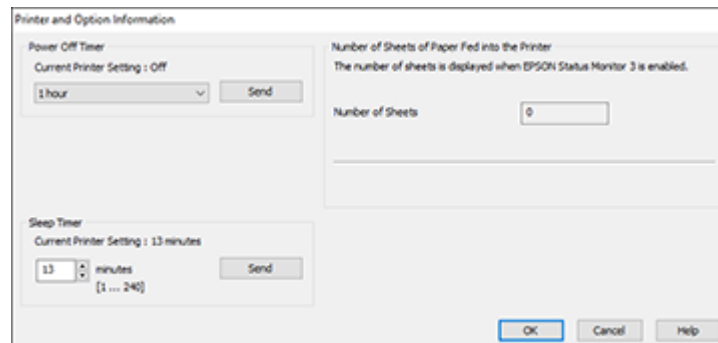 Printer and Option Information
Power Off Timer
Current Printer Setting : Off
1 hour
Send
Number of Sheets of Paper Fed into the Printer
The number of sheets is displayed when EPSON Status Monitor 3 is enabled.
Number of Sheets
0
Sleep Timer
Current Printer Setting : 13 minutes
13
minutes
Send
[1 ... 240]
OK
Cancel
Help